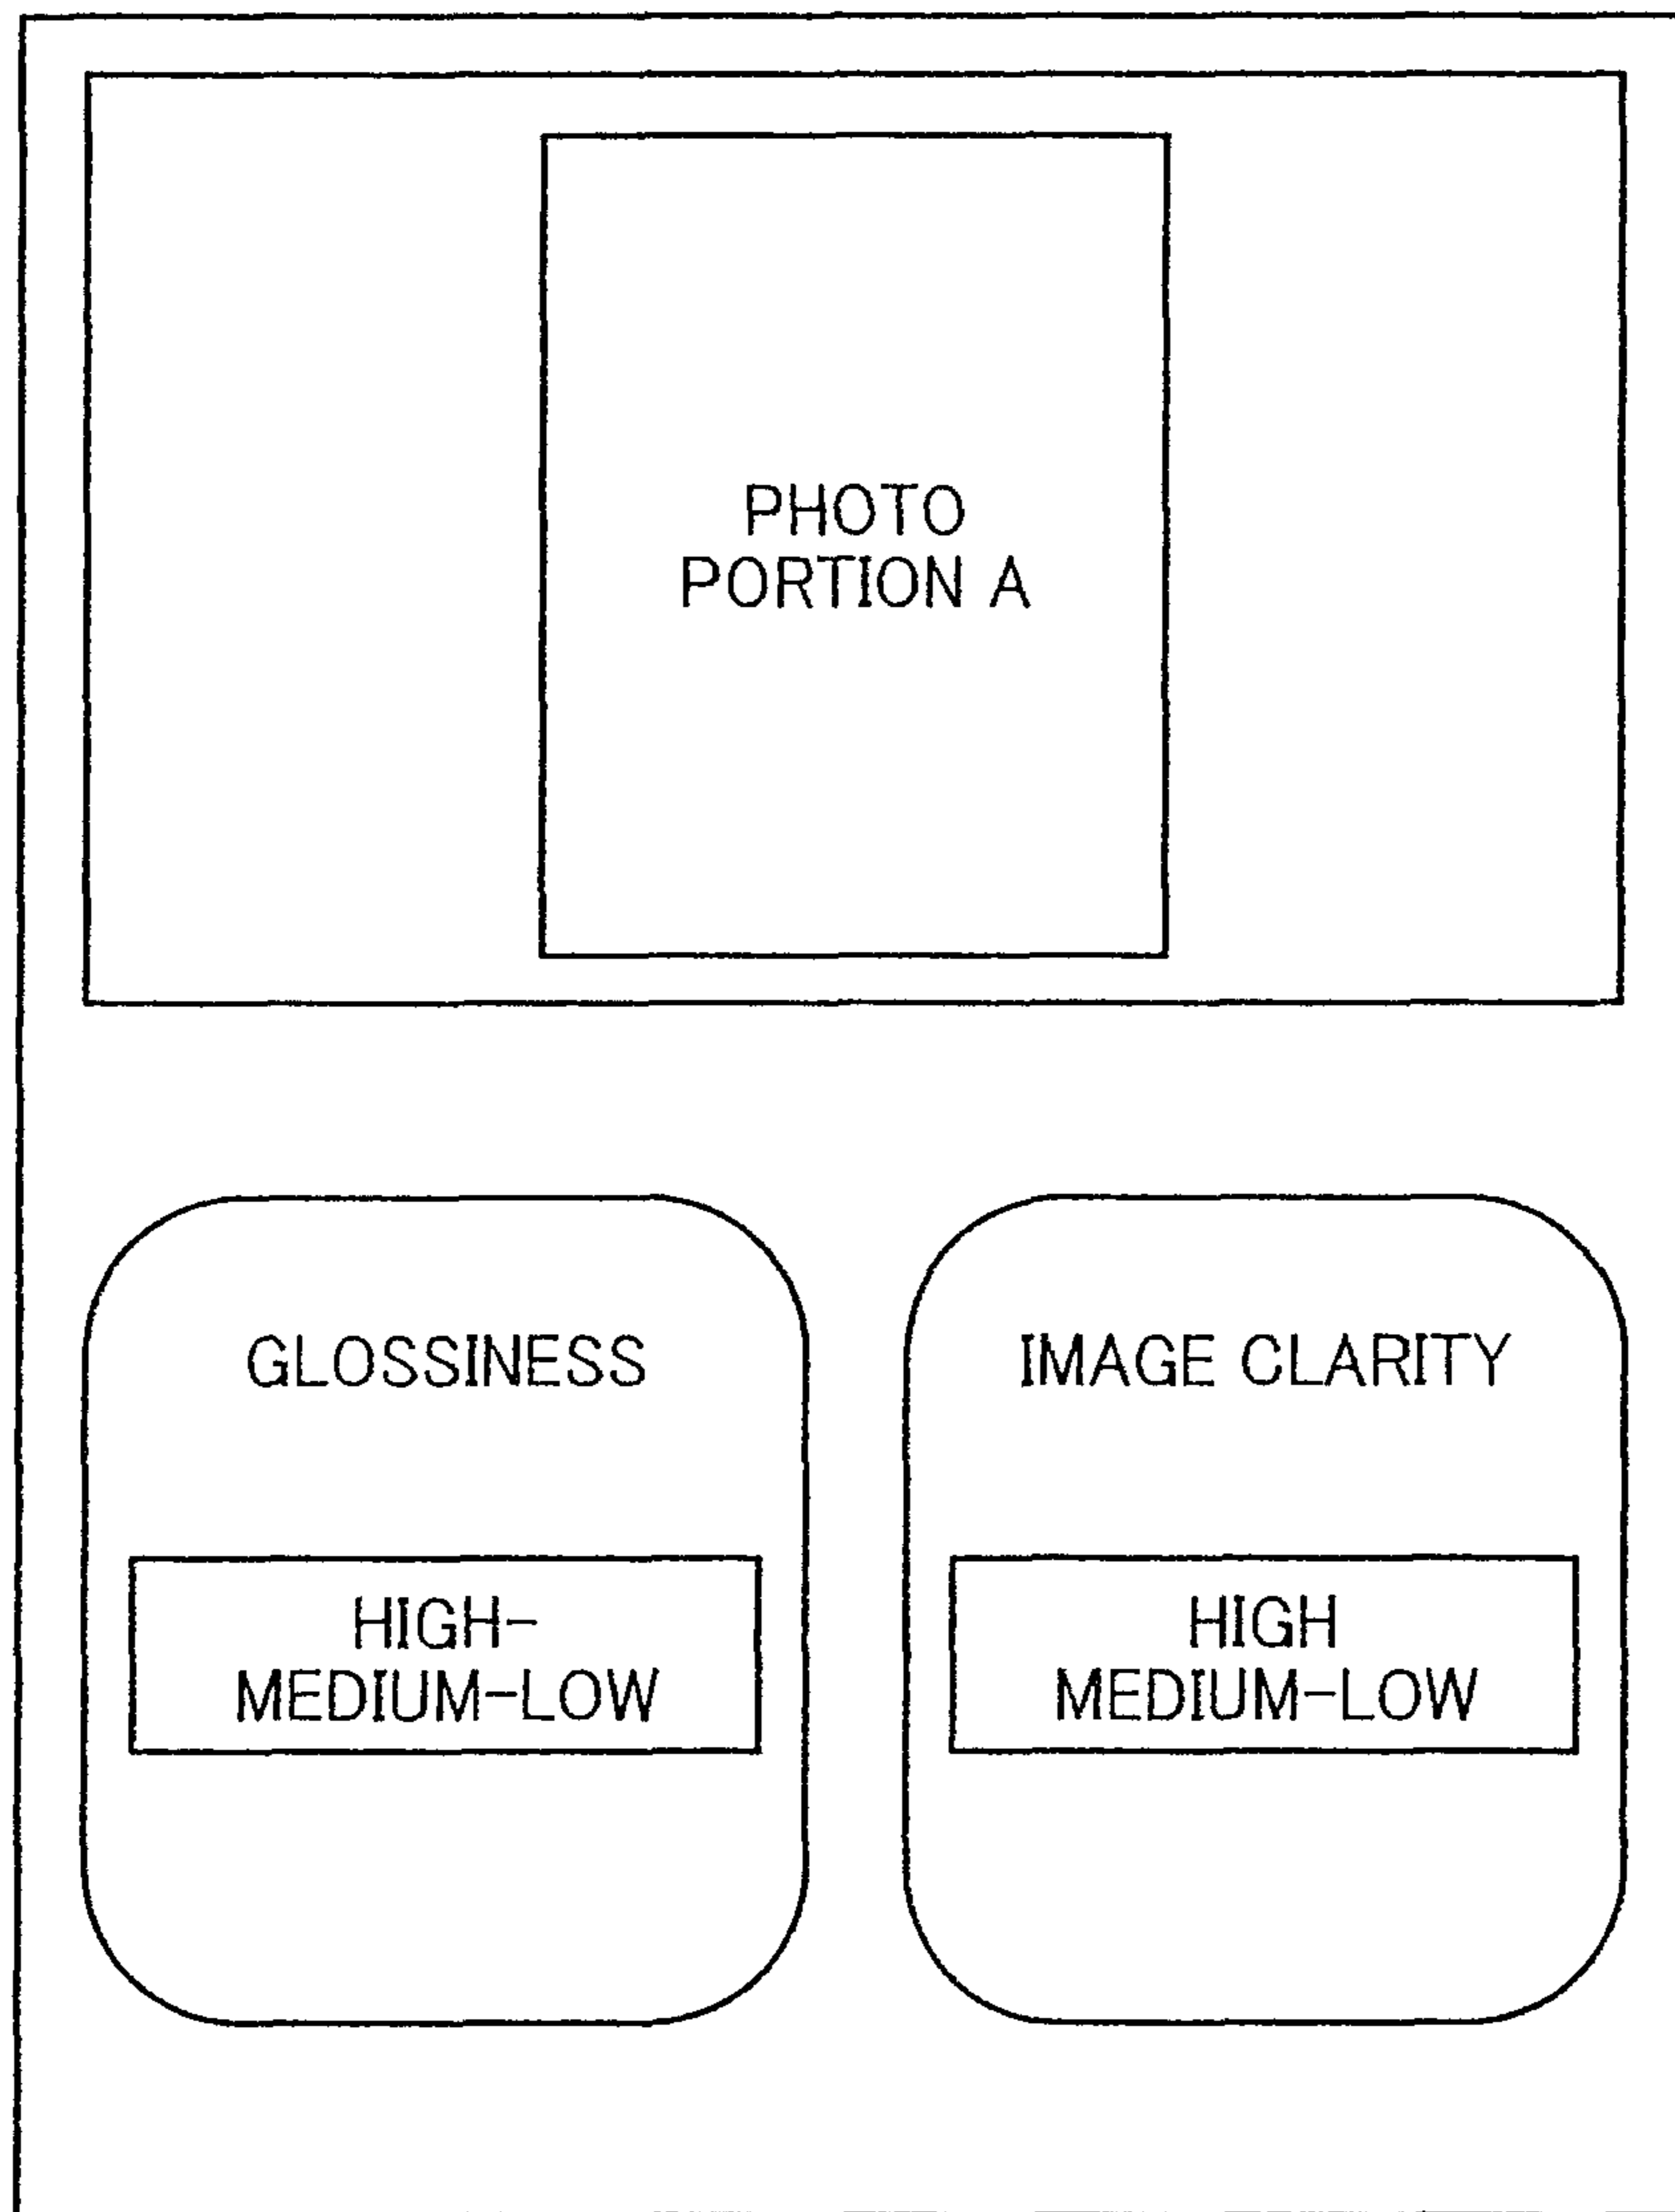 PHOTO
PORTION A
GLOSSINESS
HIGH-
MEDIUM-LOW
IMAGE CLARITY
HIGH
MEDIUM-LOW